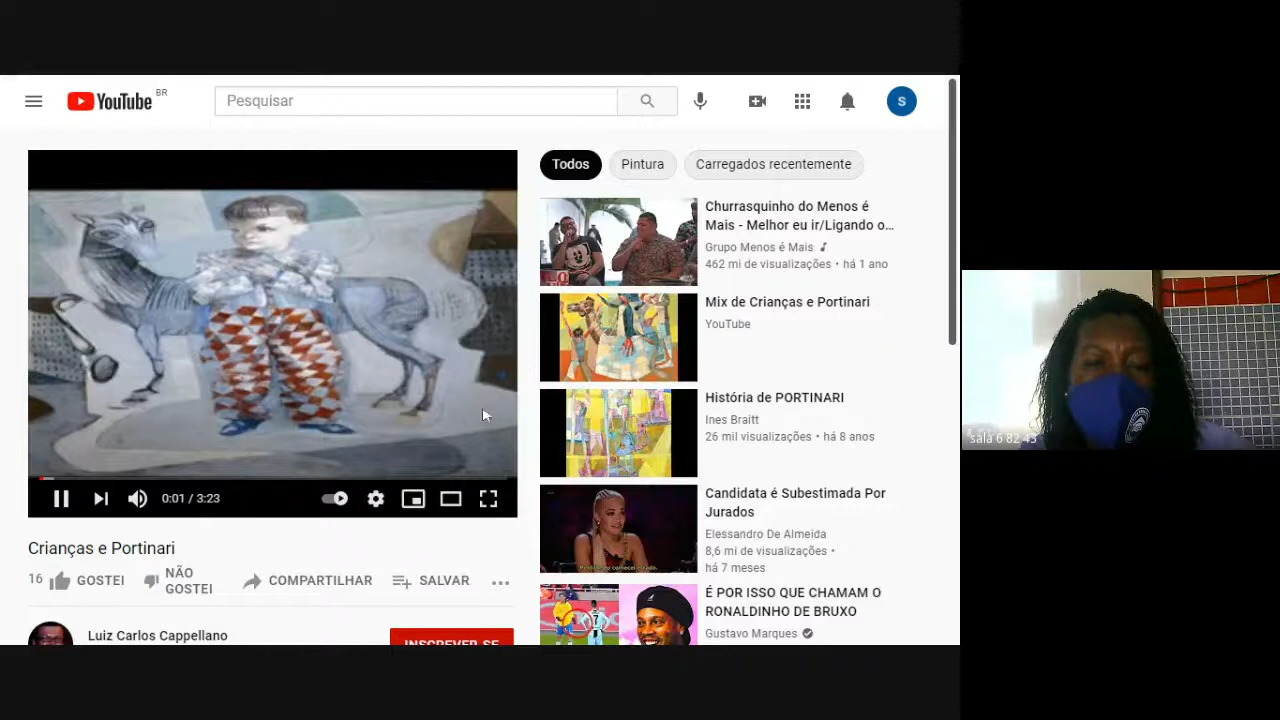 YouTube BR
Pesquisar
S
Todos
Pintura
Carregados recentemente
Churrasquinho do Menos é
Mais - Melhor eu ir/Ligando o...
Grupo Menos é Mais
462 mi de visualizações • há 1 ano
Mix de Crianças e Portinari
YouTube
História de PORTINARI
Ines Braitt
26 mil visualizações • há 8 anos
Candidata é Subestimada Por
Jurados
Elessandro De Almeida
8,6 mi de visualizações •
há 7 meses
É POR ISSO QUE CHAMAM O
RONALDINHO DE BRUXO
Gustavo Marques
0:01 / 3:23
Crianças e Portinari
16 GOSTEI
NÃO
GOSTEI
COMPARTILHAR
SALVAR
Luiz Carlos Cappellano
INSCREVER-SE
sala 6 82 43